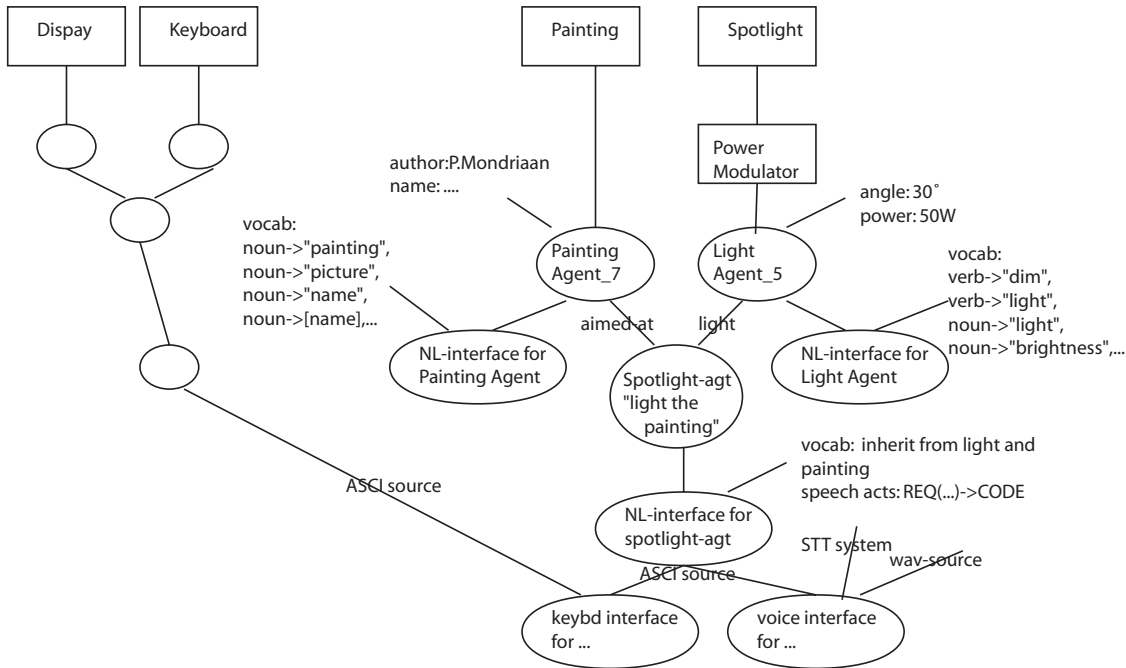 Dispay
Keyboard
Painting
Spotlight
Power
Modulator
author:P.Mondriaan
name: ....
angle: 30˚
power: 50W
vocab:
noun->"painting",
noun->"picture",
noun->"name",
noun->[name],...
Painting
Agent_7
Light
Agent_5
vocab:
verb->"dim",
verb->"light",
noun->"light",
noun->"brightness",...
aimed-at
light
NL-interface for
Painting Agent
Spotlight-agt
"light the
painting"
NL-interface for
Light Agent
vocab: inherit from light and
painting
speech acts: REQ(...)->CODE
ASCI source
NL-interface for
spotlight-agt
STT system
wav-source
ASCI source
keybd interface
for ...
voice interface
for ...